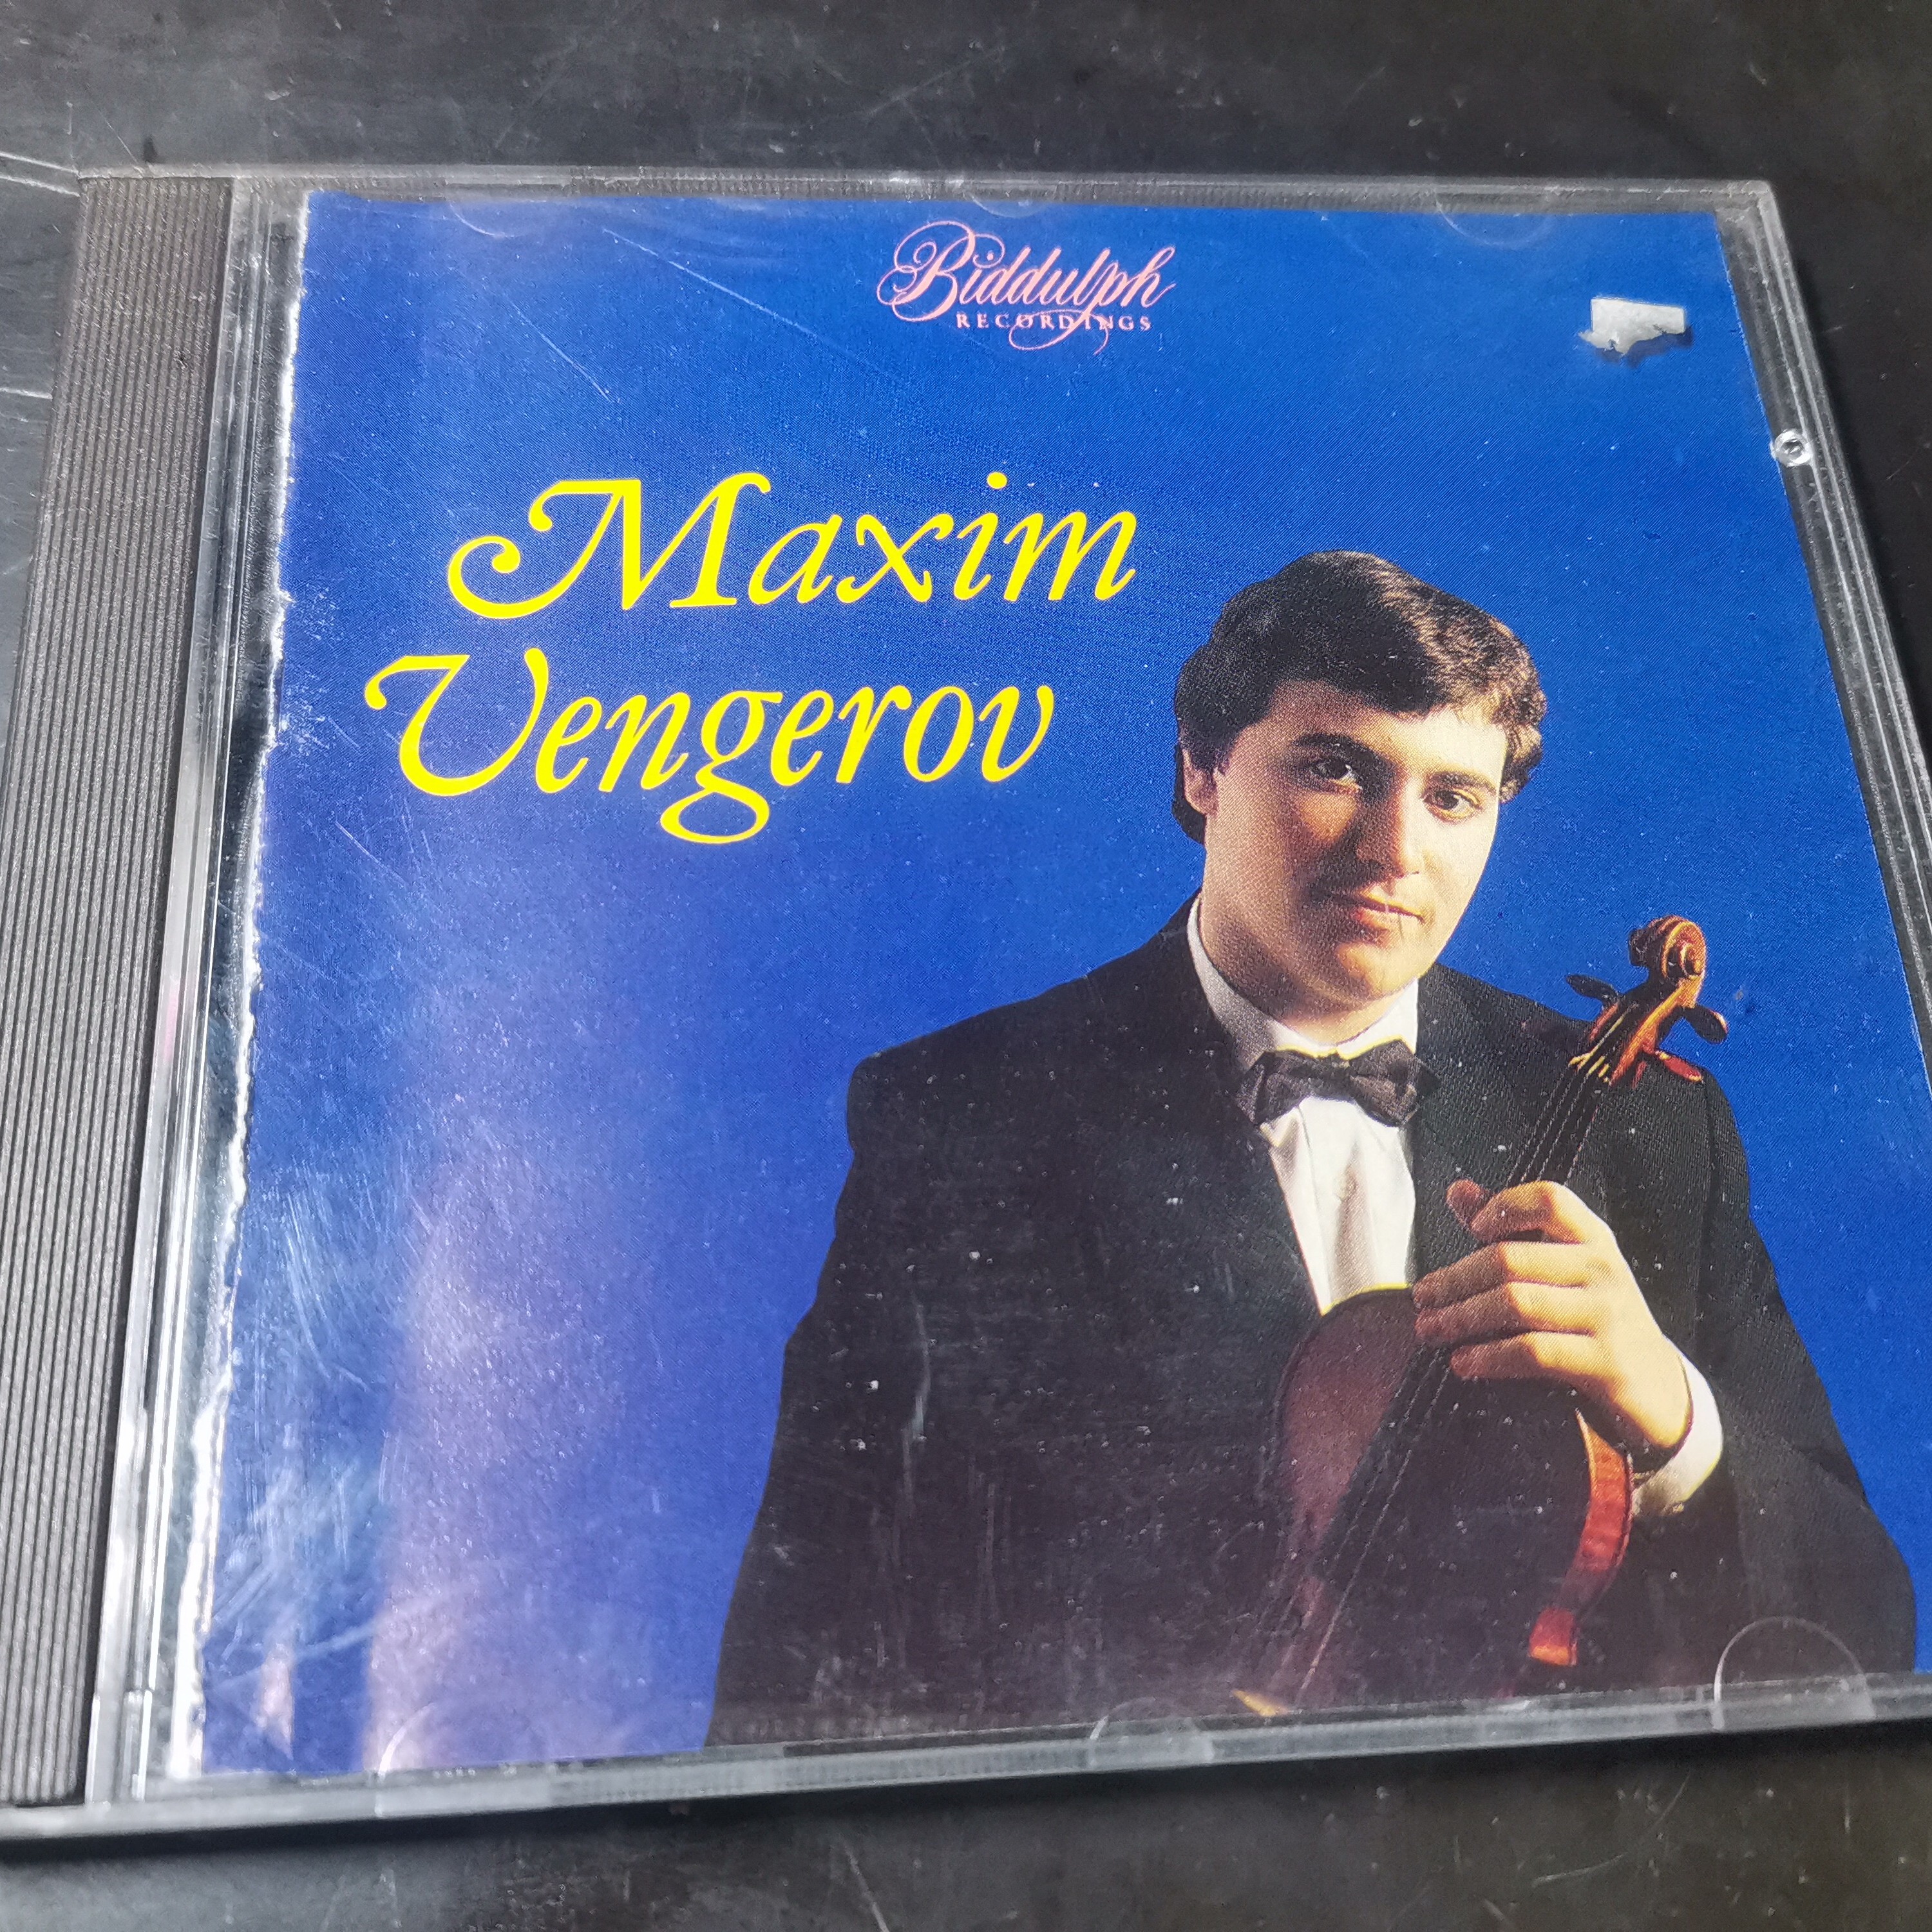 Biddulph
RECORDINGS
Maxim
Vengerov